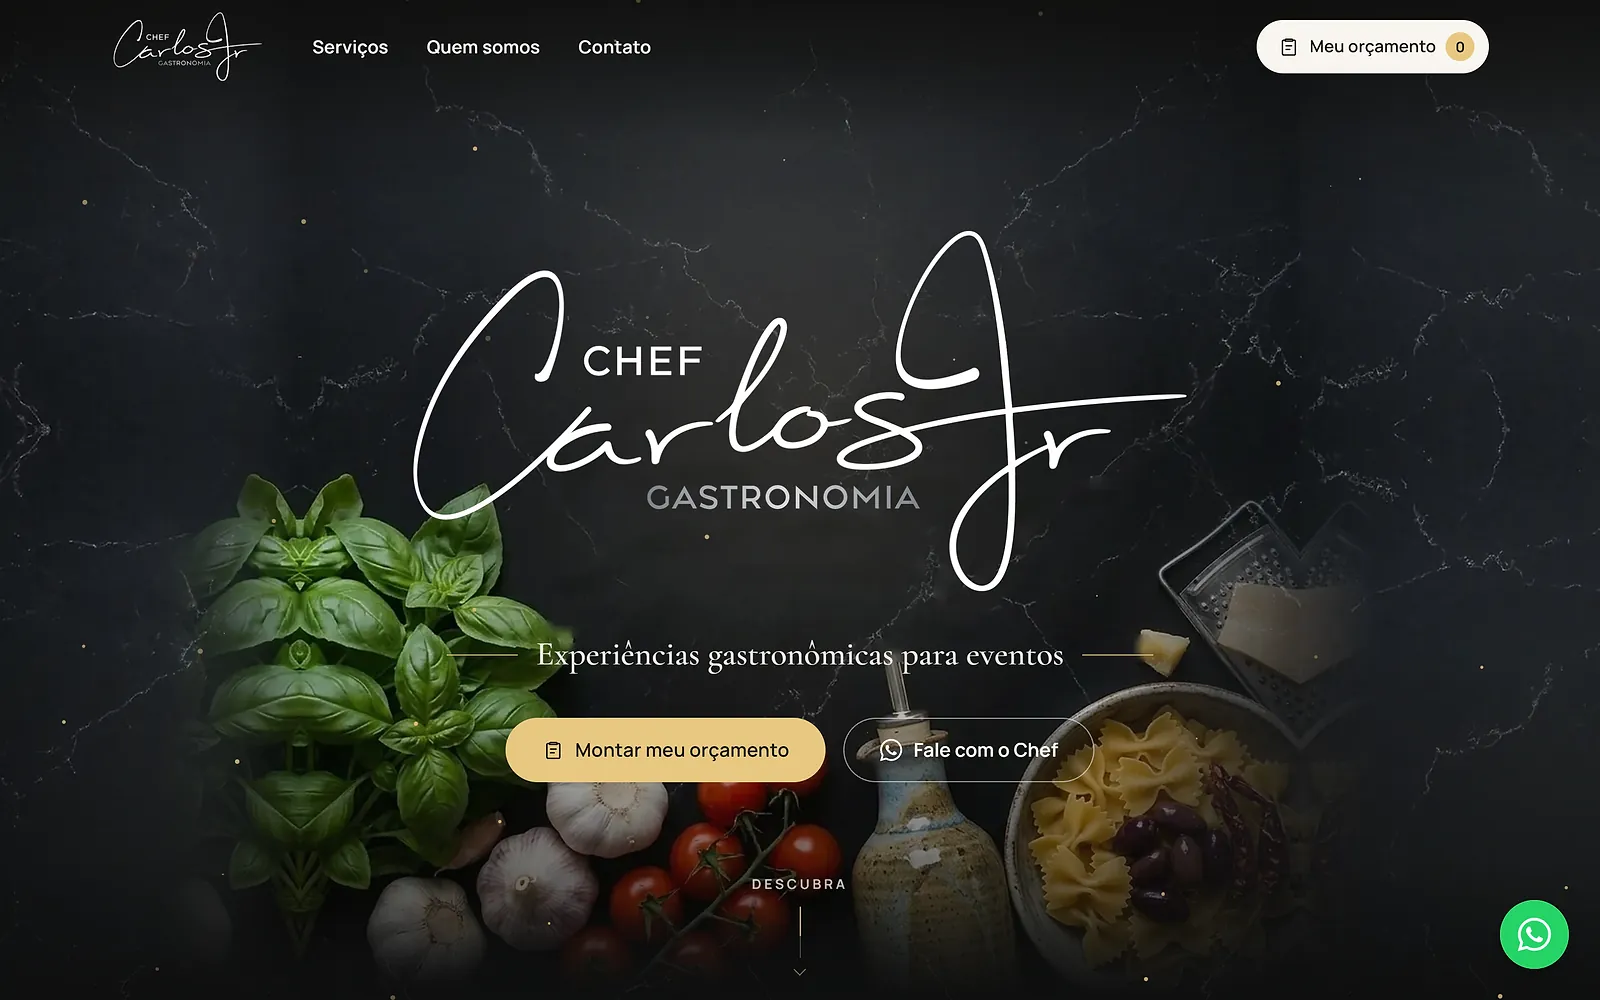 CHEF
Carlos Jr
GASTRONOMIA
Serviços
Quem somos
Contato
Meu orçamento 0
CHEF
Carlos Jr
GASTRONOMIA
Experiências gastronômicas para eventos
Montar meu orçamento
Fale com o Chef
DESCUBRA